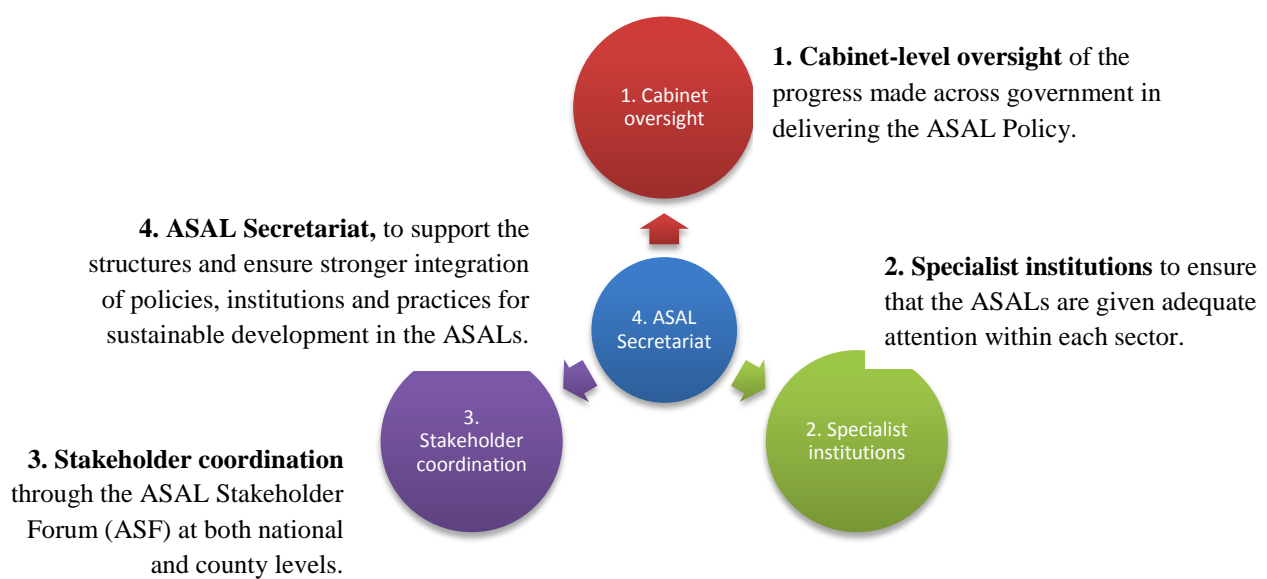 1. Cabinet
oversight
1. Cabinet-level oversight of the
progress made across government in
delivering the ASAL Policy.
4. ASAL Secretariat, to support the
structures and ensure stronger integration
of policies, institutions and practices for
sustainable development in the ASALs.
4. ASAL
Secretariat
2. Specialist institutions to ensure
that the ASALs are given adequate
attention within each sector.
3.
Stakeholder
coordination
2. Specialist
institutions
3. Stakeholder coordination
through the ASAL Stakeholder
Forum (ASF) at both national
and county levels.